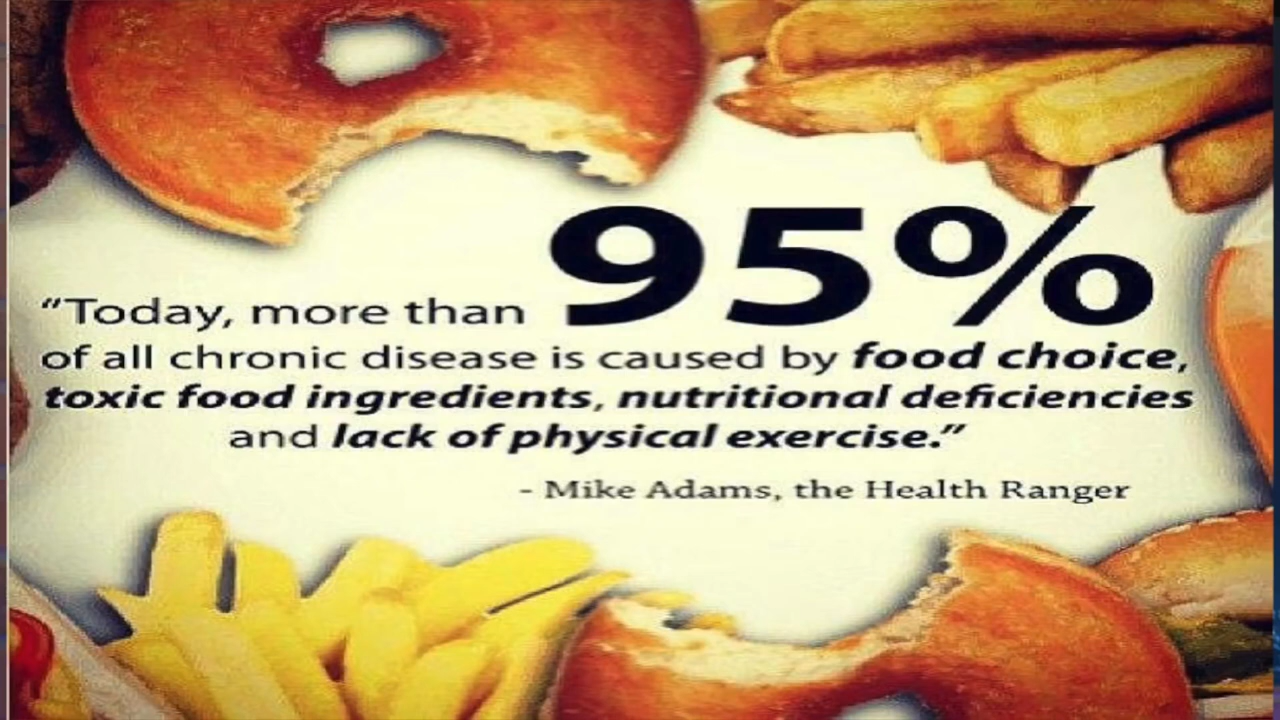 “Today, more than 95%
of all chronic disease is caused by food choice,
toxic food ingredients, nutritional deficiencies
and lack of physical exercise.”
- Mike Adams, the Health Ranger